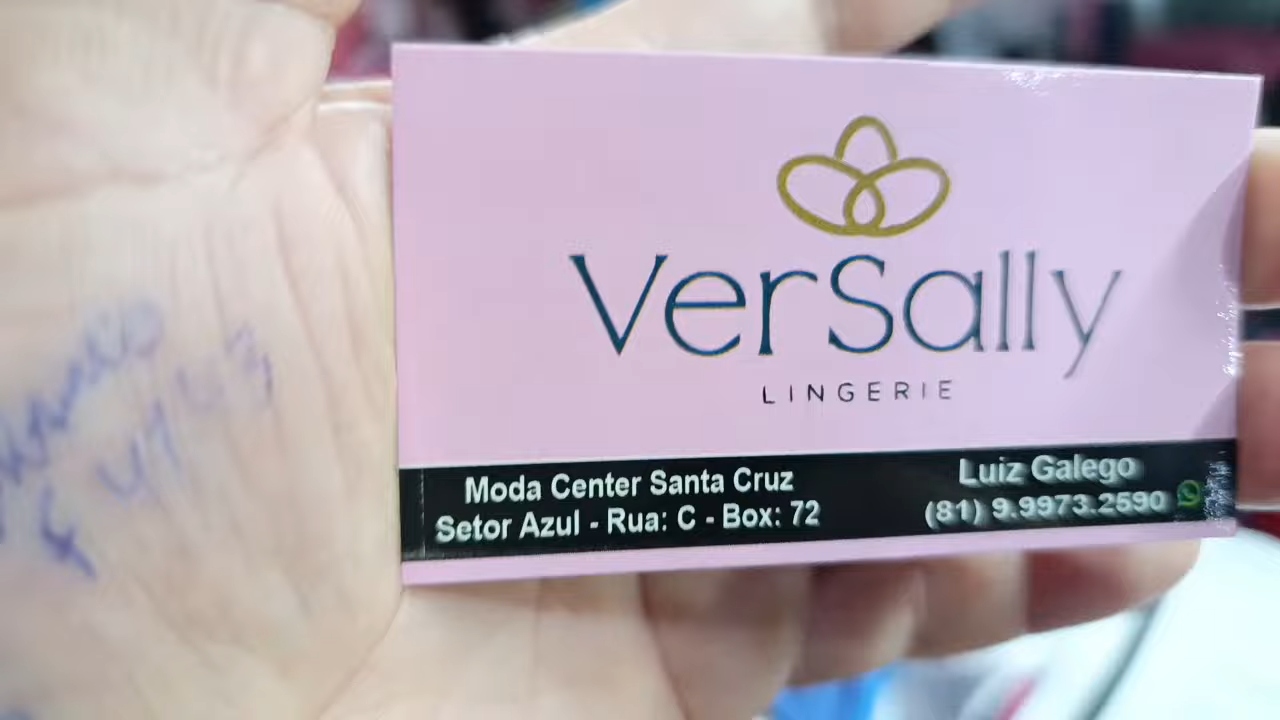 VerSally
LINGERIE
Moda Center Santa Cruz
Setor Azul - Rua: C - Box: 72
Luiz Galego
(81) 9.9973.2590